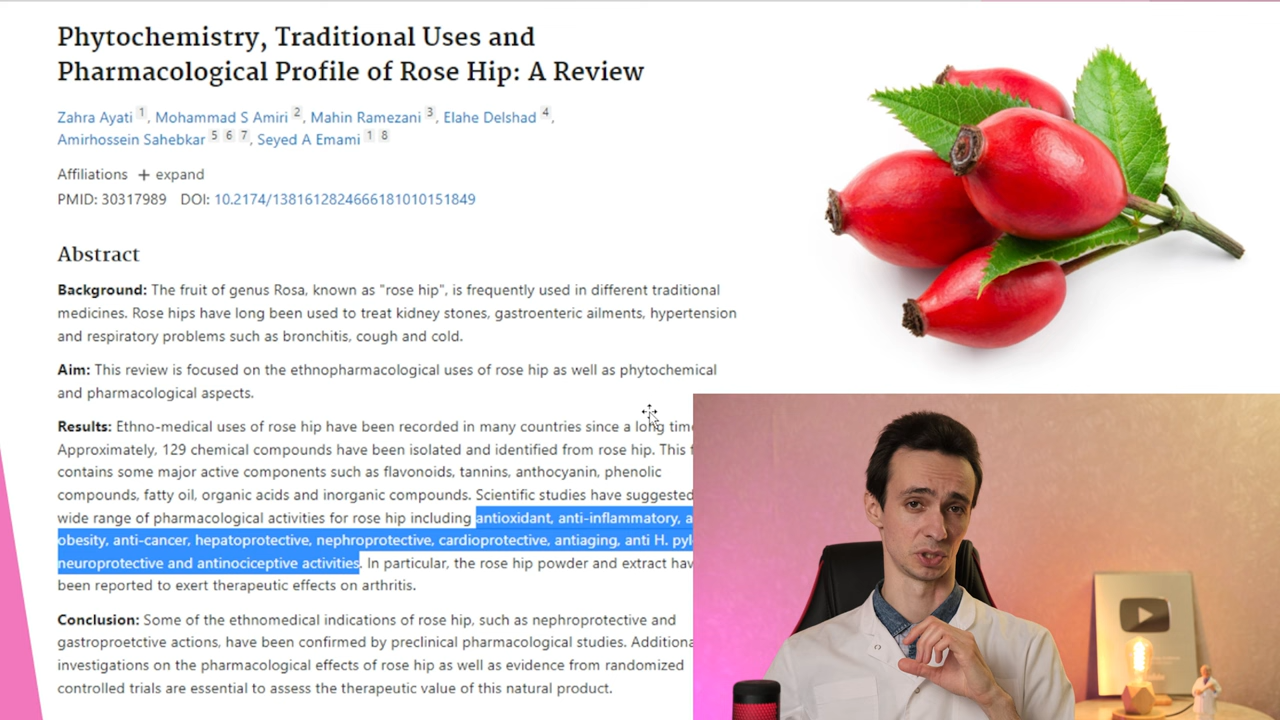 Phytochemistry, Traditional Uses and
Pharmacological Profile of Rose Hip: A Review
Zahra Ayati 1, Mohammad S Amiri 2, Mahin Ramezani 3, Elahe Delshad 4,
Amirhossein Sahebkar 5 6 7, Seyed A Emami 1 8
Affiliations + expand
PMID: 30317989 DOI: 10.2174/1381612824666181010151849
Abstract
Background: The fruit of genus Rosa, known as "rose hip", is frequently used in different traditional
medicines. Rose hips have long been used to treat kidney stones, gastroenteric ailments, hypertension
and respiratory problems such as bronchitis, cough and cold.
Aim: This review is focused on the ethnopharmacological uses of rose hip as well as phytochemical
and pharmacological aspects.
Results: Ethno-medical uses of rose hip have been recorded in many countries since a long time
Approximately, 129 chemical compounds have been isolated and identified from rose hip. This
contains some major active components such as flavonoids, tannins, anthocyanin, phenolic
compounds, fatty oil, organic acids and inorganic compounds. Scientific studies have suggested
wide range of pharmacological activities for rose hip including antioxidant, anti-inflammatory,
obesity, anti-cancer, hepatoprotective, nephroprotective, cardioprotective, antiaging, anti H.
neuroprotective and antinociceptive activities. In particular, the rose hip powder and extract
been reported to exert therapeutic effects on arthritis.
Conclusion: Some of the ethnomedical indications of rose hip, such as nephroprotective and
gastroproetctive actions, have been confirmed by preclinical pharmacological studies.
investigations on the pharmacological effects of rose hip as well as evidence from randomized
controlled trials are essential to assess the therapeutic value of this natural product.